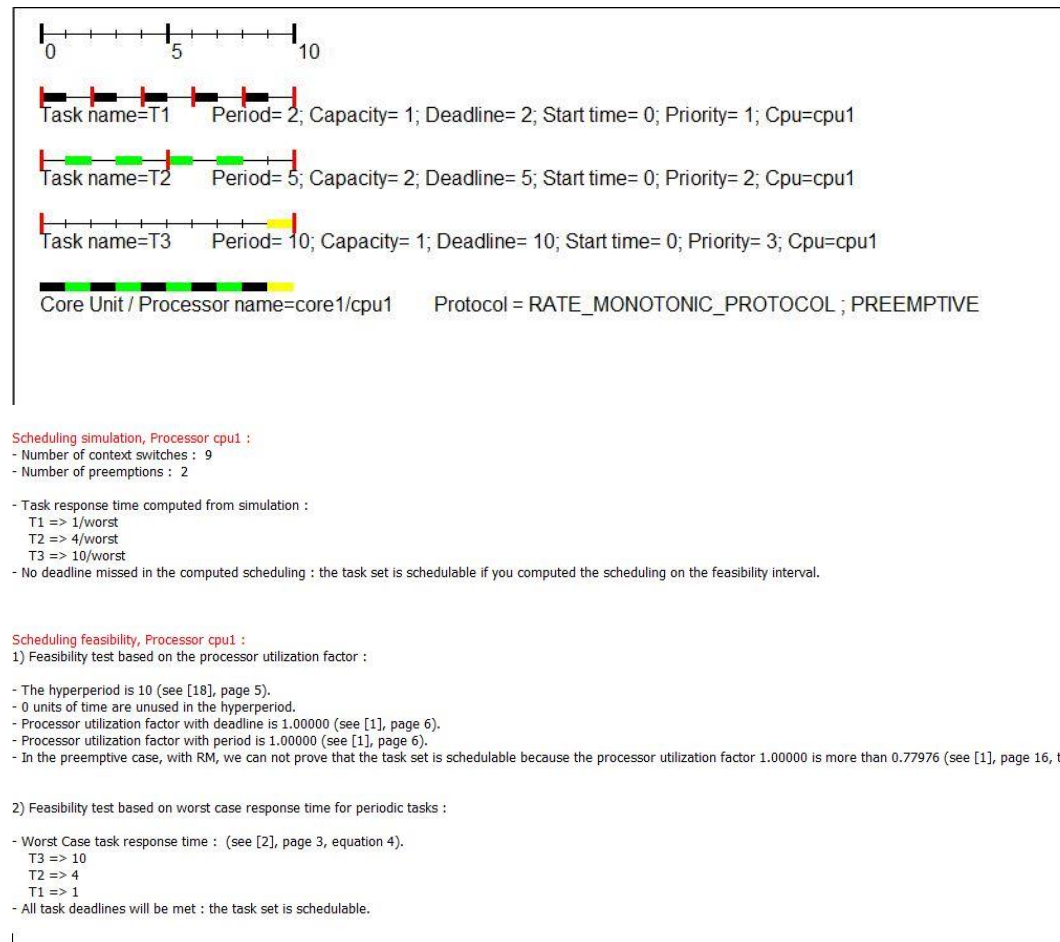 0 5 10
Task name=T1 Period= 2; Capacity= 1; Deadline= 2; Start time= 0; Priority= 1; Cpu=cpu1
Task name=T2 Period= 5; Capacity= 2; Deadline= 5; Start time= 0; Priority= 2; Cpu=cpu1
Task name=T3 Period= 10; Capacity= 1; Deadline= 10; Start time= 0; Priority= 3; Cpu=cpu1
Core Unit / Processor name=core1/cpu1 Protocol = RATE_MONOTONIC_PROTOCOL ; PREEMPTIVE
Scheduling simulation, Processor cpu1 :
- Number of context switches : 9
- Number of preemptions : 2
- Task response time computed from simulation :
T1 => 1/worst
T2 => 4/worst
T3 => 10/worst
- No deadline missed in the computed scheduling : the task set is schedulable if you computed the scheduling on the feasibility interval.
Scheduling feasibility, Processor cpu1 :
1) Feasibility test based on the processor utilization factor :
- The hyperperiod is 10 (see [18], page 5).
- 0 units of time are unused in the hyperperiod.
- Processor utilization factor with deadline is 1.00000 (see [1], page 6).
- Processor utilization factor with period is 1.00000 (see [1], page 6).
- In the preemptive case, with RM, we can not prove that the task set is schedulable because the processor utilization factor 1.00000 is more than 0.77976 (see [1], page 16, t
2) Feasibility test based on worst case response time for periodic tasks :
- Worst Case task response time : (see [2], page 3, equation 4).
T3 => 10
T2 => 4
T1 => 1
- All task deadlines will be met : the task set is schedulable.